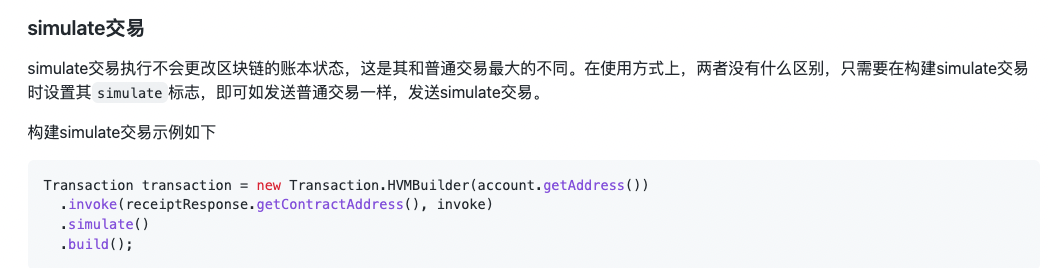 simulate交易
simulate交易执行不会更改区块链的账本状态，这是其和普通交易最大的不同。在使用方式上，两者没有什么区别，只需要在构建simulate交易
时设置其 simulate 标志，即可如发送普通交易一样，发送simulate交易。
构建simulate交易示例如下
Transaction transaction = new Transaction.HVMBuilder(account.getAddress())
  .invoke(receiptResponse.getContractAddress(), invoke)
  .simulate()
  .build();